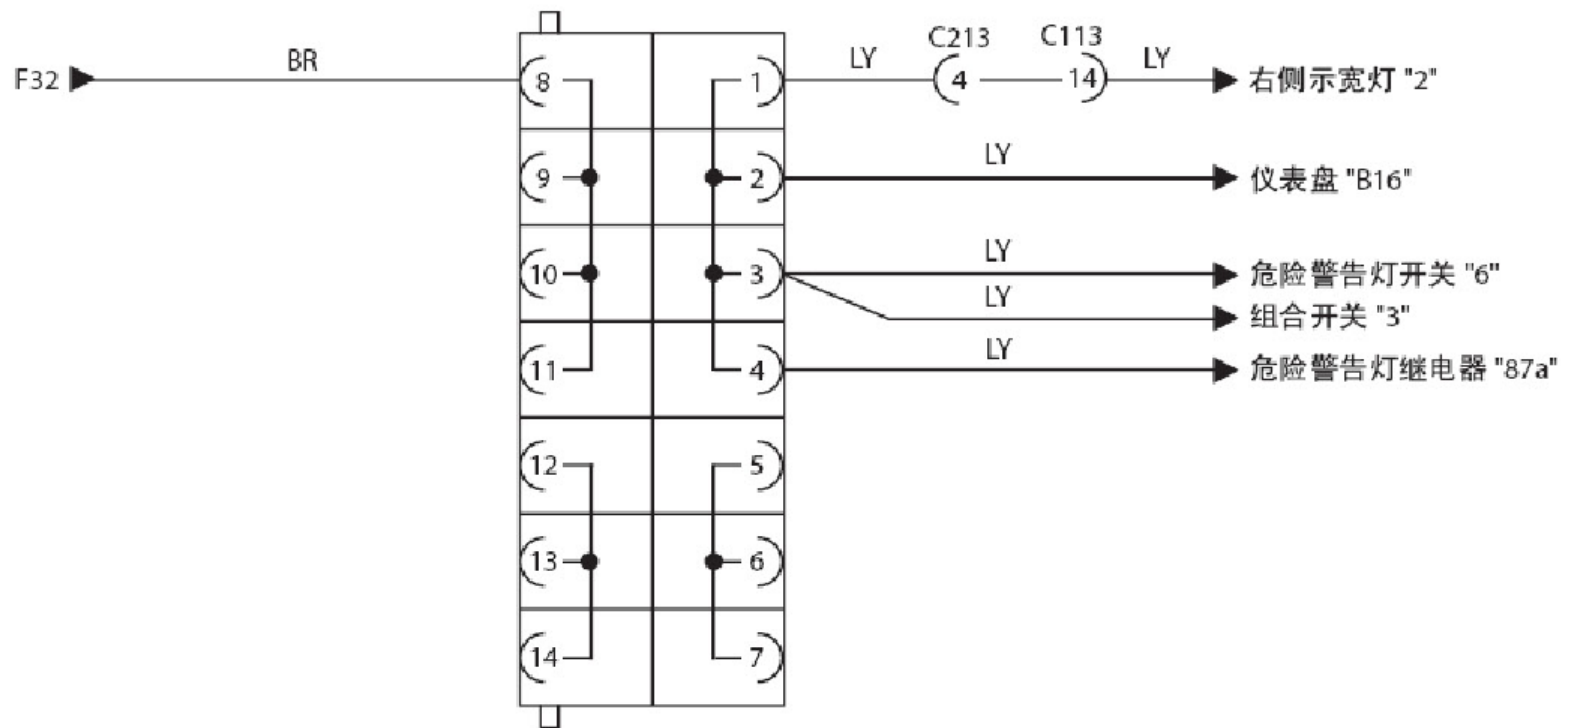 C213 C113
F32 BR 8 1 LY 4 14 LY 右侧示宽灯 "2"
9 2 LY 仪表盘 "B16"
10 3 LY 危险警告灯开关 "6"
LY 组合开关 "3"
11 4 LY 危险警告灯继电器 "87a"
12 5
13 6
14 7